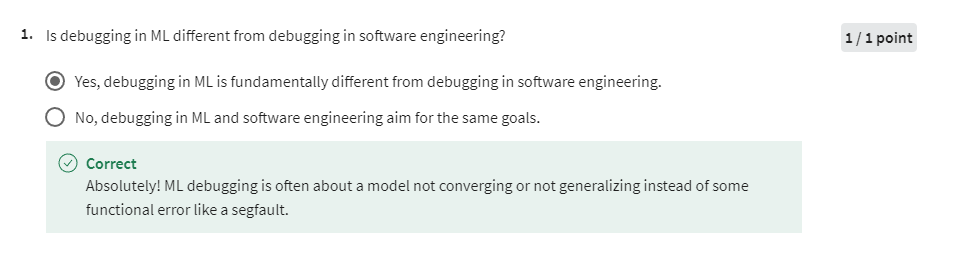 1. Is debugging in ML different from debugging in software engineering?
1 / 1 point
Yes, debugging in ML is fundamentally different from debugging in software engineering.
No, debugging in ML and software engineering aim for the same goals.
Correct
Absolutely! ML debugging is often about a model not converging or not generalizing instead of some
functional error like a segfault.